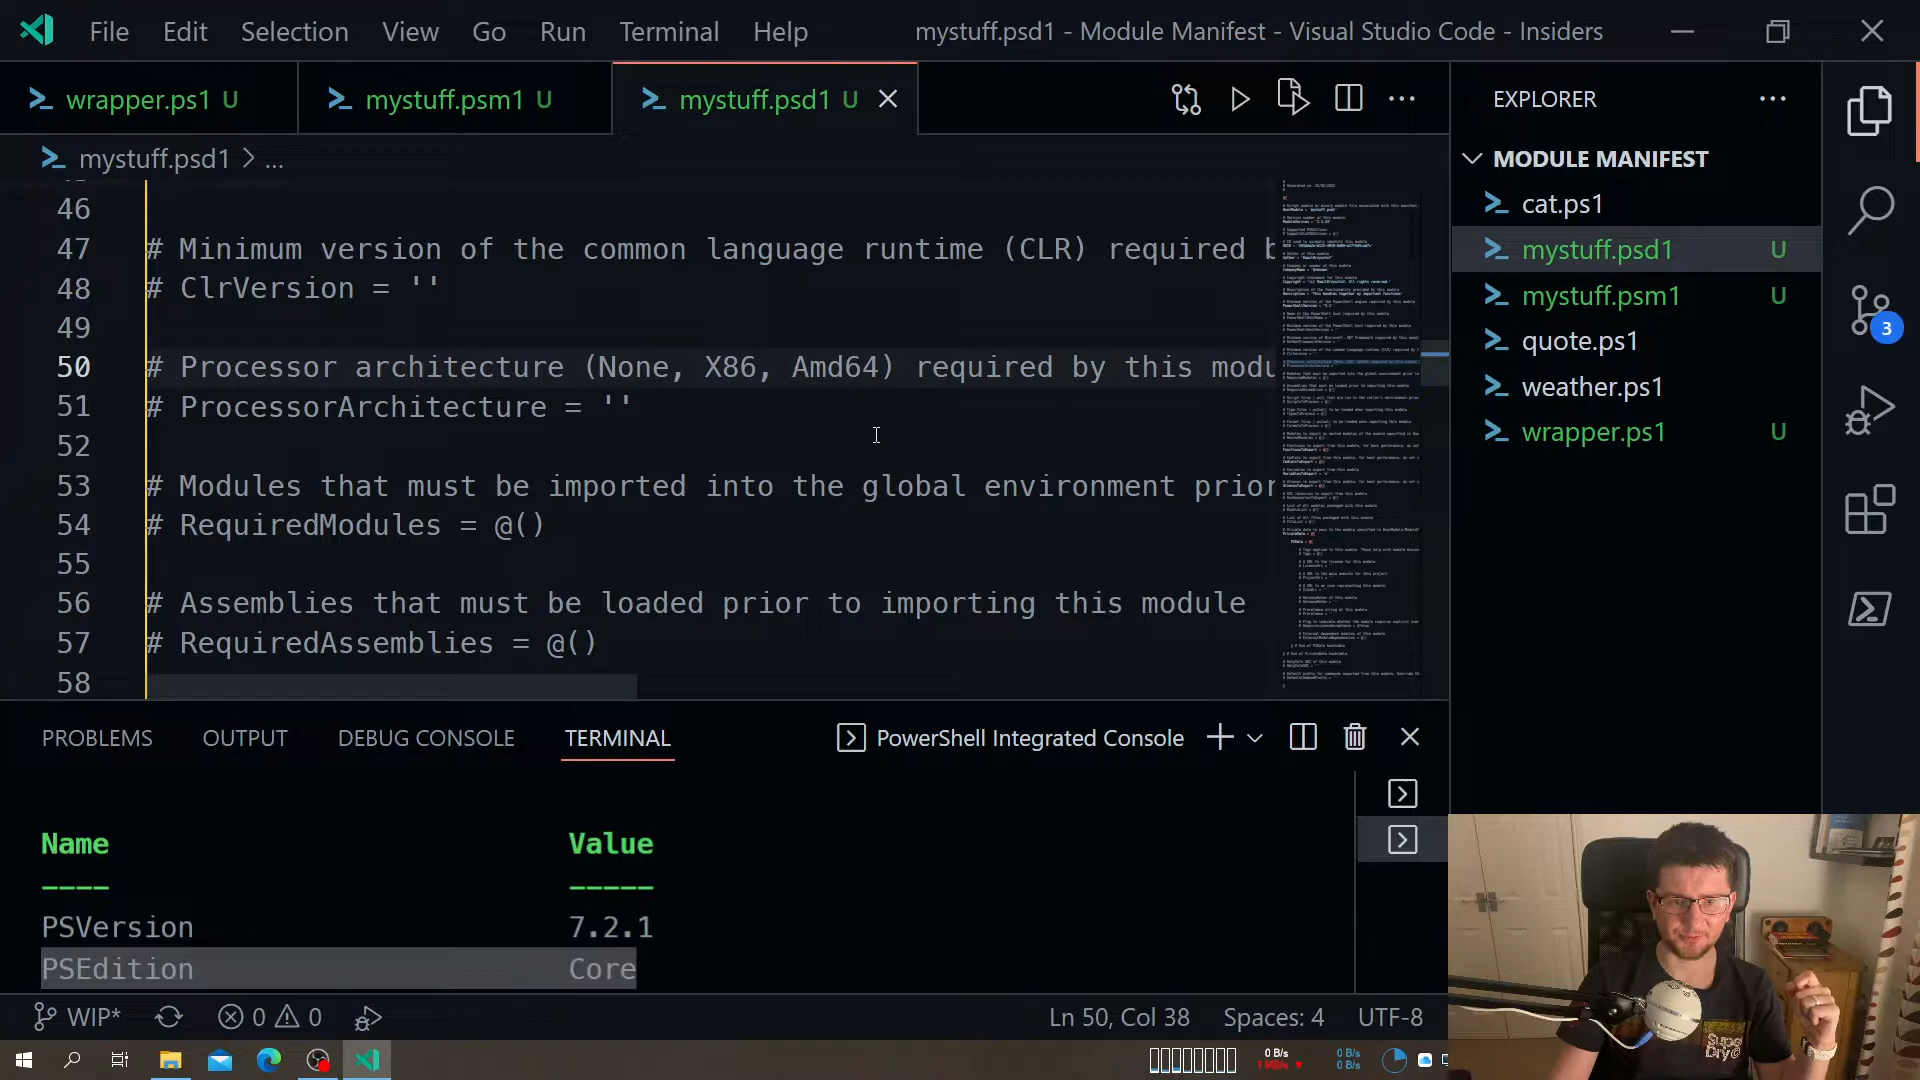 File Edit Selection View Go Run Terminal Help
mystuff.psd1 - Module Manifest - Visual Studio Code - Insiders
wrapper.ps1 U
mystuff.psm1 U
mystuff.psd1 U
mystuff.psd1 > ...
46
47 # Minimum version of the common language runtime (CLR) required b
48 # ClrVersion = ''
49
50 # Processor architecture (None, X86, Amd64) required by this modu
51 # ProcessorArchitecture = ''
52
53 # Modules that must be imported into the global environment prior
54 # RequiredModules = @()
55
56 # Assemblies that must be loaded prior to importing this module
57 # RequiredAssemblies = @()
58
EXPLORER
MODULE MANIFEST
cat.ps1
mystuff.psd1 U
mystuff.psm1 U
quote.ps1
weather.ps1
wrapper.ps1 U
3
PROBLEMS OUTPUT DEBUG CONSOLE TERMINAL
PowerShell Integrated Console
Name Value
---- -----
PSVersion 7.2.1
PSEdition Core
WIP* 0 0
Ln 50, Col 38 Spaces: 4 UTF-8
0 B/s
0 B/s
0 B/s